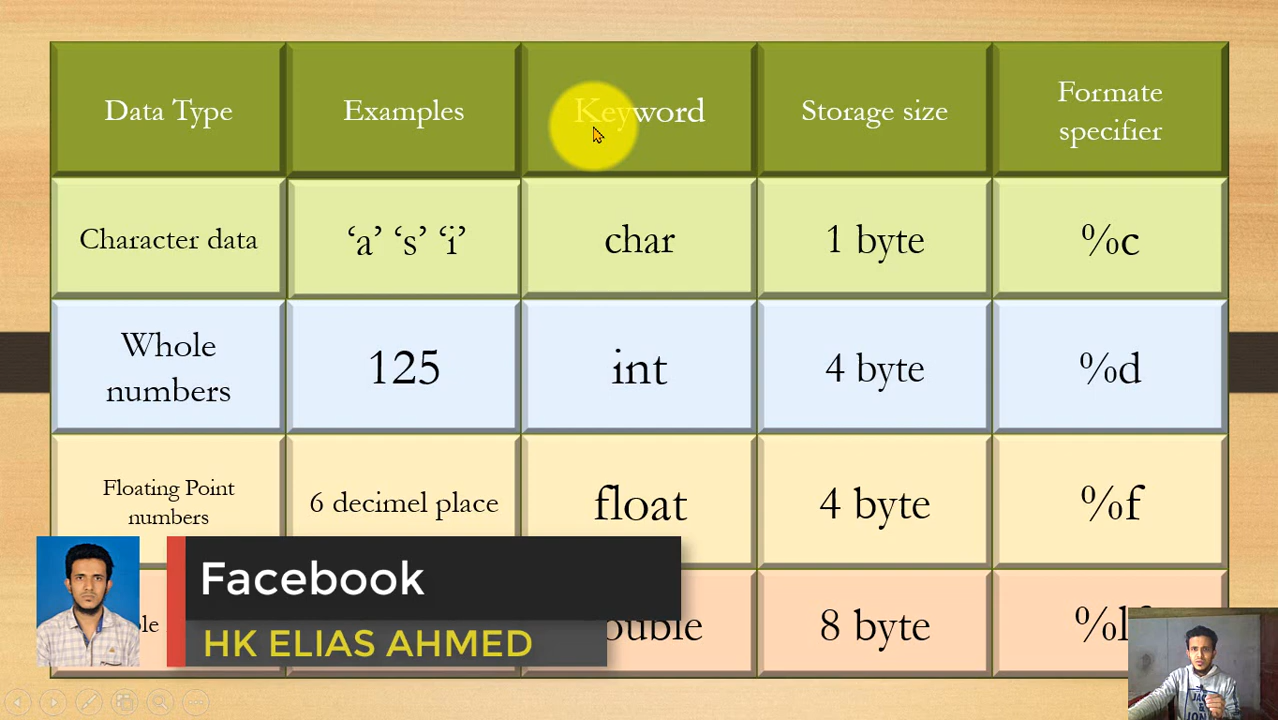 Data Type
Examples
Keyword
Storage size
Formate
specifier
Character data
‘a’ ‘s’ ‘i’
char
1 byte
%c
Whole
numbers
125
int
4 byte
%d
Floating Point
numbers
6 decimel place
float
4 byte
%f
8 byte
Facebook
HK ELIAS AHMED